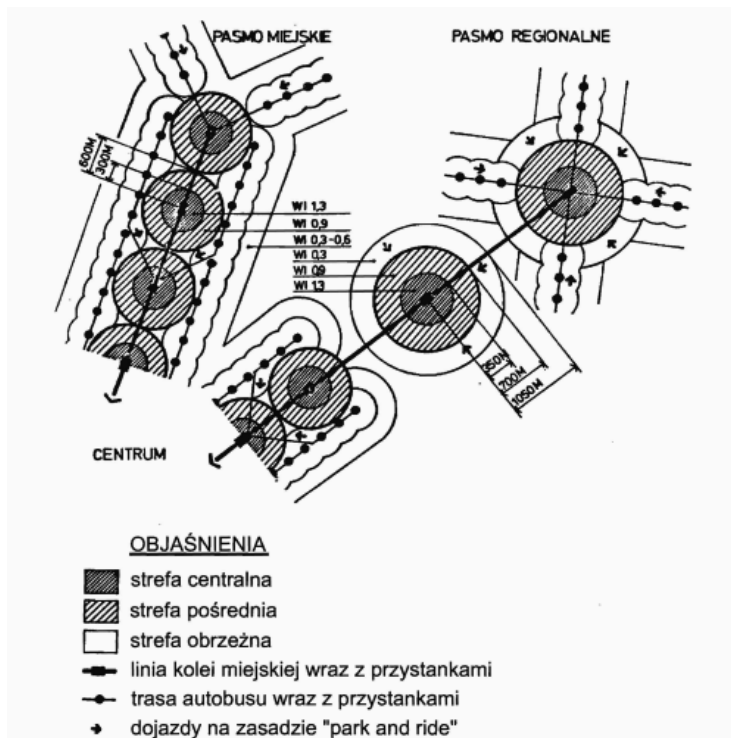 PASMO MIEJSKIE
PASMO REGIONALNE
600M
300M
WI 1,3
WI 0,9
WI 0,3-0,6
WI 0,3
WI 0,9
WI 1,3
350M
700M
1050M
CENTRUM
OBJAŚNIENIA
strefa centralna
strefa pośrednia
strefa obrzeżna
linia kolei miejskiej wraz z przystankami
trasa autobusu wraz z przystankami
dojazdy na zasadzie "park and ride"